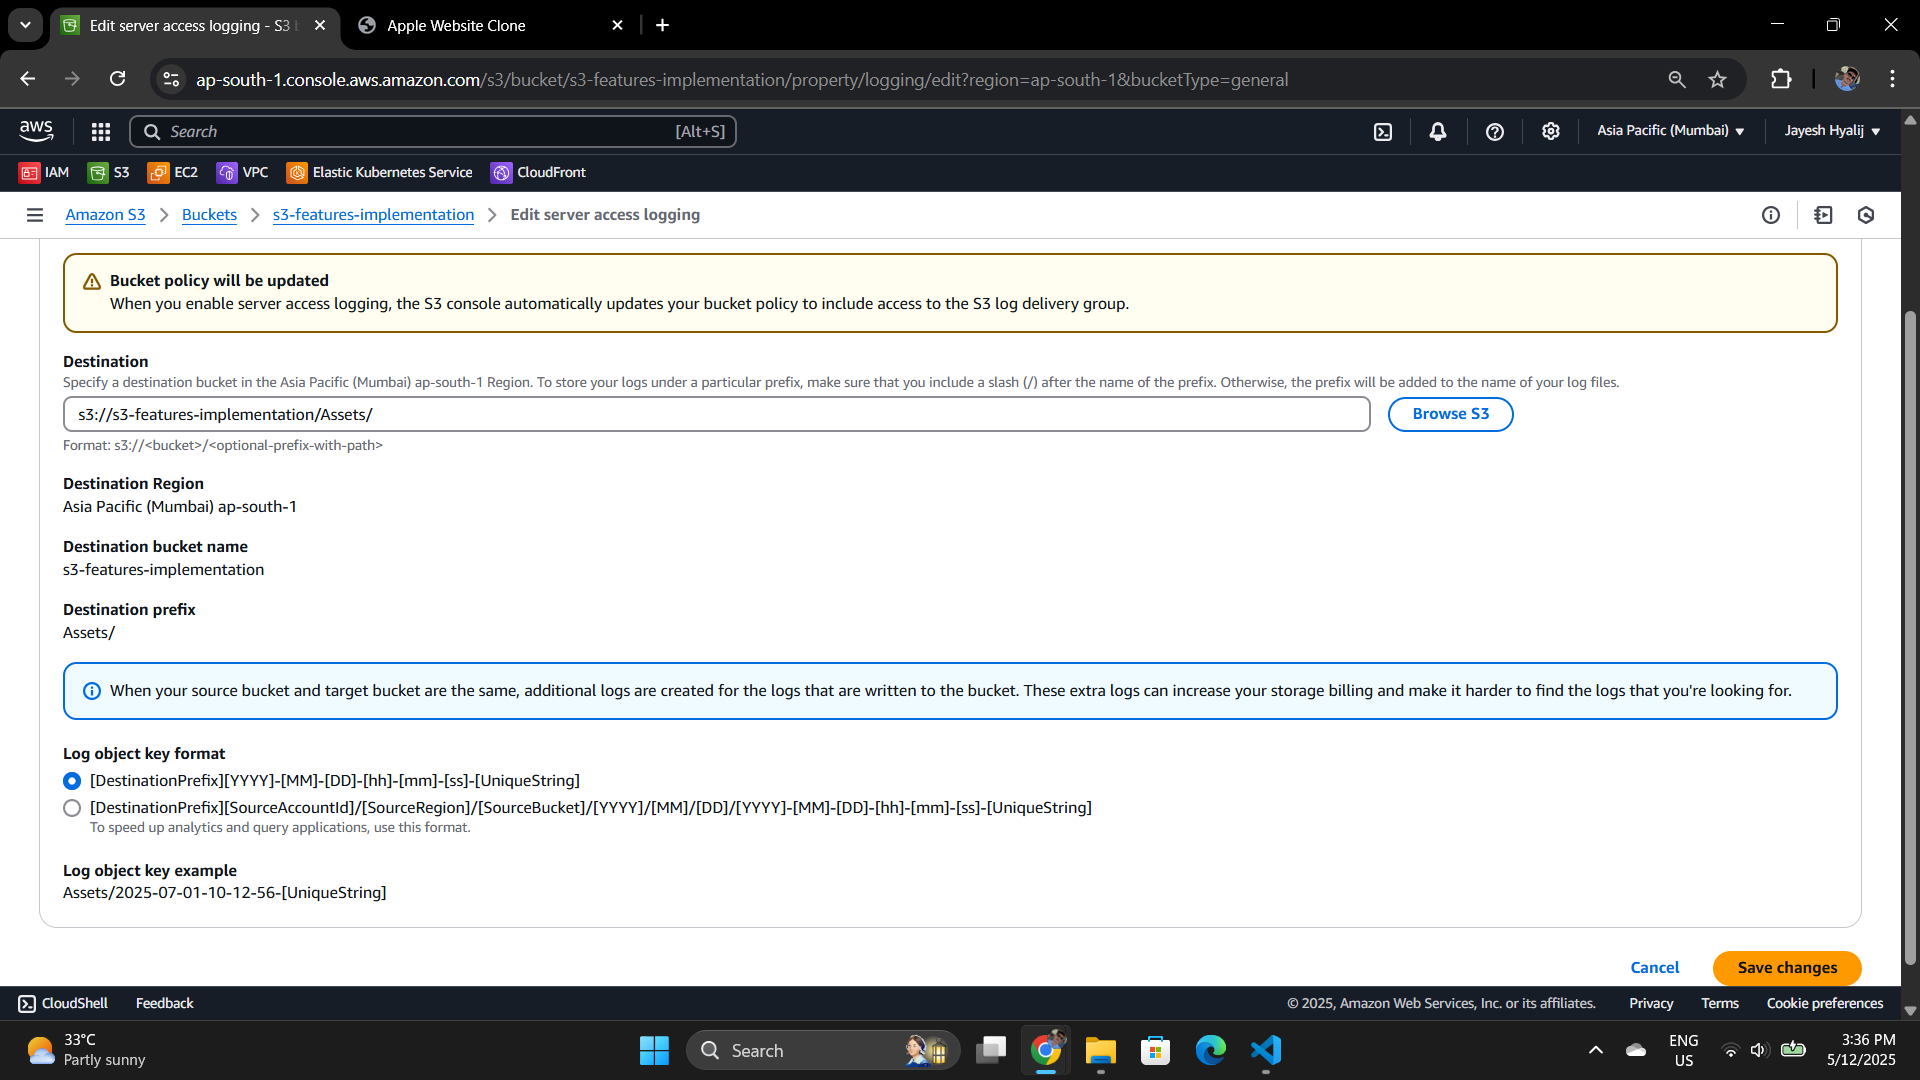 Edit server access logging - S3 b
Apple Website Clone
ap-south-1.console.aws.amazon.com/s3/bucket/s3-features-implementation/property/logging/edit?region=ap-south-1&bucketType=general
aws
Search
[Alt+S]
Asia Pacific (Mumbai)
Jayesh Hyalij
IAM
S3
EC2
VPC
Elastic Kubernetes Service
CloudFront
Amazon S3
Buckets
s3-features-implementation
Edit server access logging
Bucket policy will be updated
When you enable server access logging, the S3 console automatically updates your bucket policy to include access to the S3 log delivery group.
Destination
Specify a destination bucket in the Asia Pacific (Mumbai) ap-south-1 Region. To store your logs under a particular prefix, make sure that you include a slash (/) after the name of the prefix. Otherwise, the prefix will be added to the name of your log files.
s3://s3-features-implementation/Assets/
Browse S3
Format: s3://<bucket>/<optional-prefix-with-path>
Destination Region
Asia Pacific (Mumbai) ap-south-1
Destination bucket name
s3-features-implementation
Destination prefix
Assets/
When your source bucket and target bucket are the same, additional logs are created for the logs that are written to the bucket. These extra logs can increase your storage billing and make it harder to find the logs that you're looking for.
Log object key format
[DestinationPrefix][YYYY]-[MM]-[DD]-[hh]-[mm]-[ss]-[UniqueString]
[DestinationPrefix][SourceAccountId]/[SourceRegion]/[SourceBucket]/[YYYY]/[MM]/[DD]/[YYYY]-[MM]-[DD]-[hh]-[mm]-[ss]-[UniqueString]
To speed up analytics and query applications, use this format.
Log object key example
Assets/2025-07-01-10-12-56-[UniqueString]
Cancel
Save changes
CloudShell
Feedback
© 2025, Amazon Web Services, Inc. or its affiliates.
Privacy
Terms
Cookie preferences
33°C
Partly sunny
Search
ENG
US
3:36 PM
5/12/2025